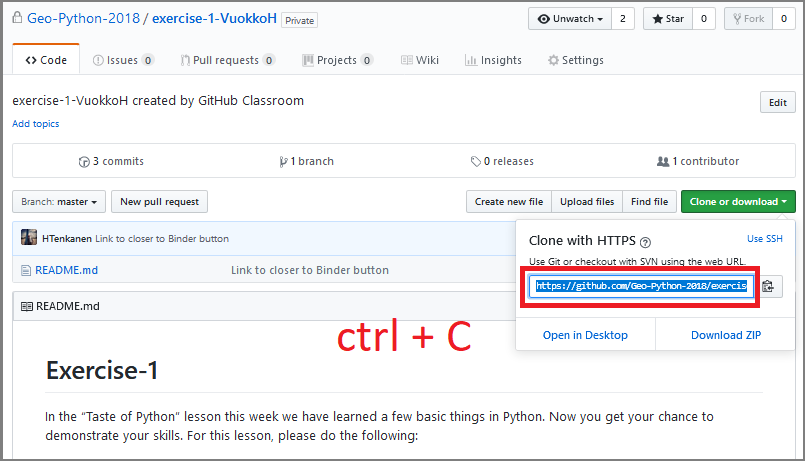 Geo-Python-2018 / exercise-1-VuokkoH Private
Unwatch 2 Star 0 Fork 0
Code Issues 0 Pull requests 0 Projects 0 Wiki Insights Settings
exercise-1-VuokkoH created by GitHub Classroom
Edit
Add topics
3 commits 1 branch 0 releases 1 contributor
Branch: master New pull request Create new file Upload files Find file Clone or download
HTenkanen Link to closer to Binder button
README.md Link to closer to Binder button
README.md
Clone with HTTPS ? Use SSH
Use Git or checkout with SVN using the web URL.
https://github.com/Geo-Python-2018/exercis
Open in Desktop Download ZIP
ctrl + C
Exercise-1
In the “Taste of Python” lesson this week we have learned a few basic things in Python. Now you get your chance to
demonstrate your skills. For this lesson, please do the following: